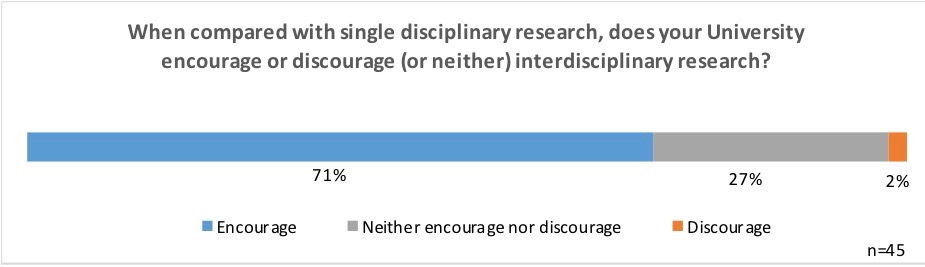 When compared with single disciplinary research, does your University
encourage or discourage (or neither) interdisciplinary research?
71%
27%
2%
Encourage
Neither encourage nor discourage
Discourage
n=45